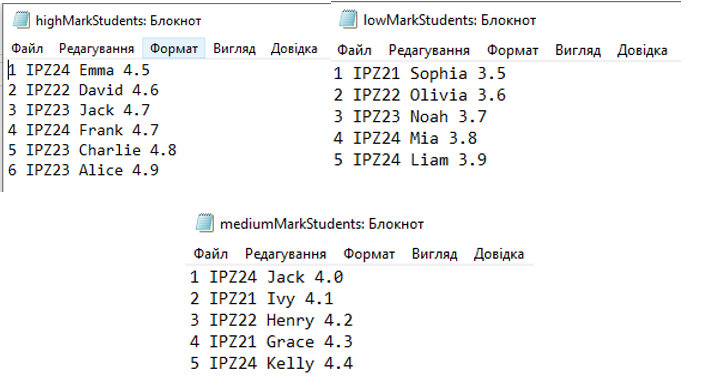 highMarkStudents: Блокнот
Файл Редагування Формат Вигляд Довідка
1 IPZ24 Emma 4.5
2 IPZ22 David 4.6
3 IPZ23 Jack 4.7
4 IPZ24 Frank 4.7
5 IPZ23 Charlie 4.8
6 IPZ23 Alice 4.9
lowMarkStudents: Блокнот
Файл Редагування Формат Вигляд Довідка
1 IPZ21 Sophia 3.5
2 IPZ22 Olivia 3.6
3 IPZ23 Noah 3.7
4 IPZ24 Mia 3.8
5 IPZ24 Liam 3.9
mediumMarkStudents: Блокнот
Файл Редагування Формат Вигляд Довідка
1 IPZ24 Jack 4.0
2 IPZ21 Ivy 4.1
3 IPZ22 Henry 4.2
4 IPZ21 Grace 4.3
5 IPZ24 Kelly 4.4